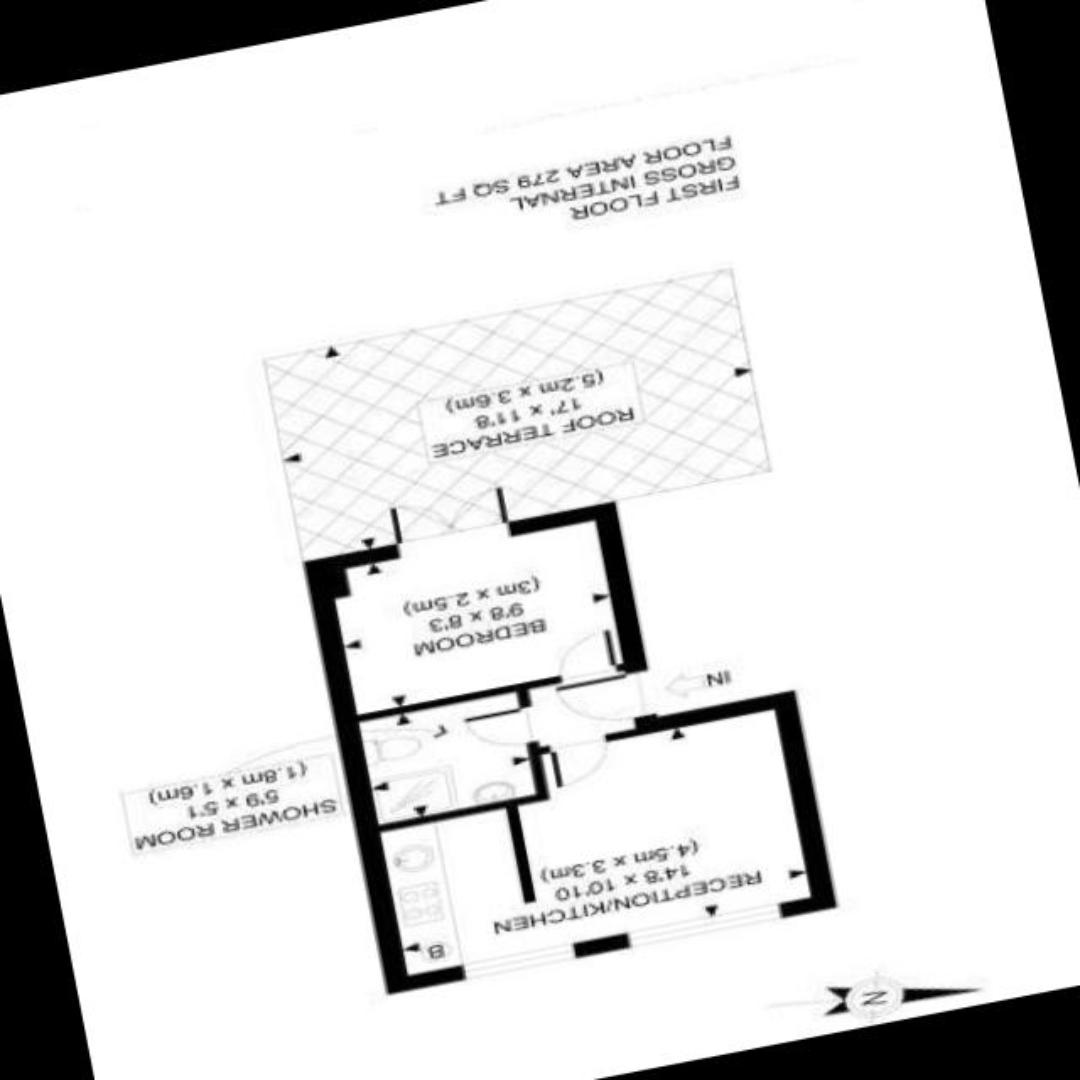 RECEPTION/KITCHEN
14'8 x 10'10
(4.5m x 3.3m)
B
SHOWER ROOM
5'9 x 5'1
(1.8m x 1.6m)
IN
BEDROOM
9'8 x 8'3
(3m x 2.5m)
ROOF TERRACE
17' x 11'8
(5.2m x 3.6m)
FIRST FLOOR
GROSS INTERNAL
FLOOR AREA 279 SQ FT
N